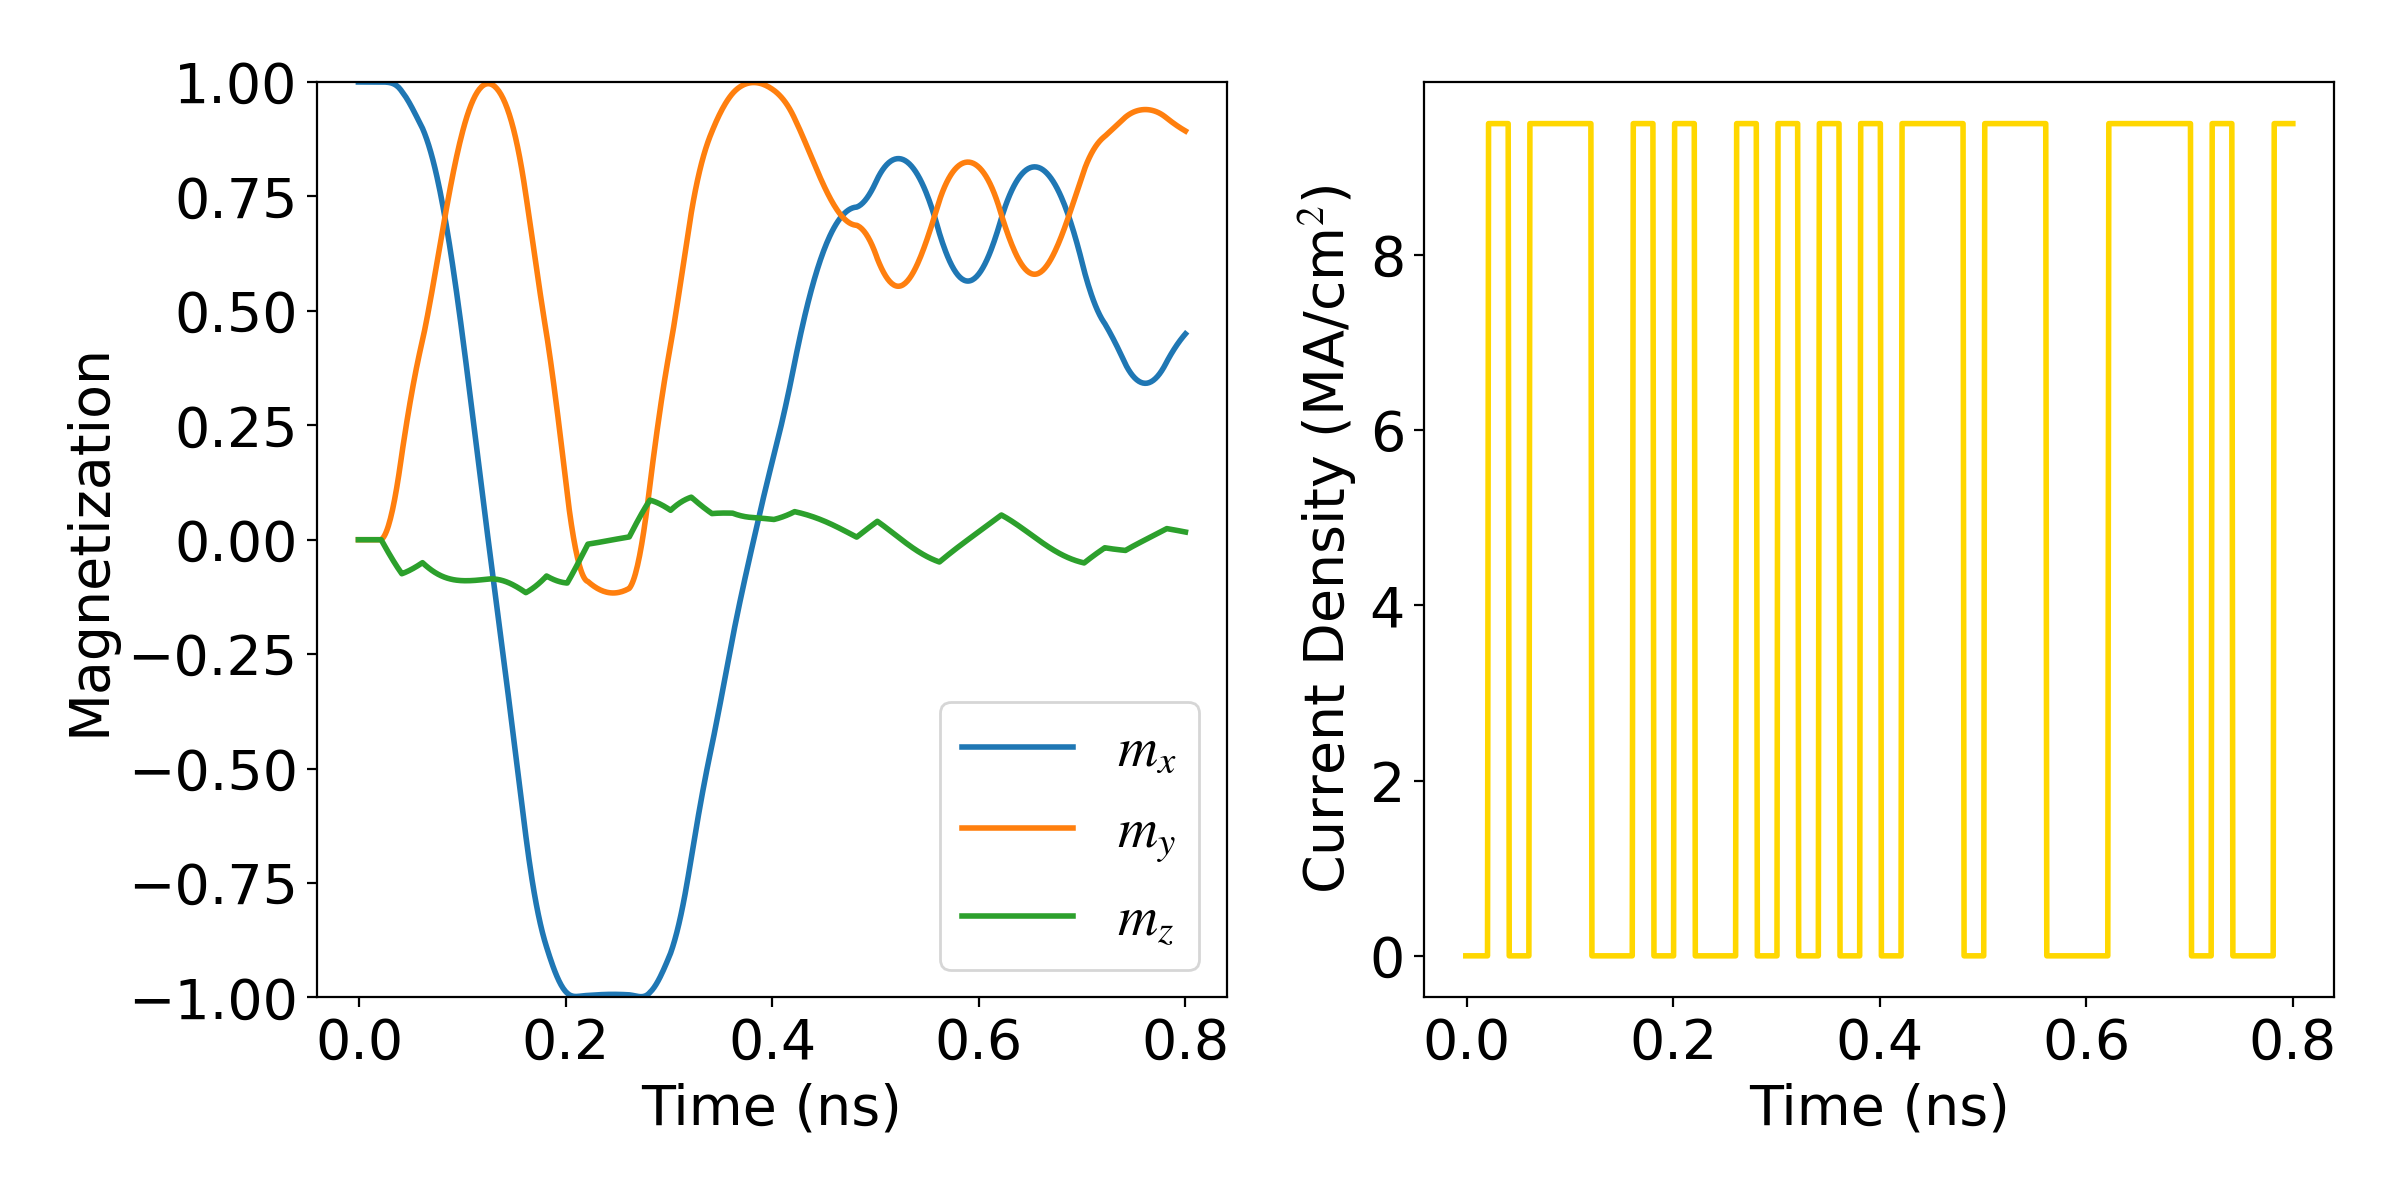 1.00
0.75
0.50
0.25
0.00
−0.25
−0.50
−0.75
−1.00
Magnetization
0.0 0.2 0.4 0.6 0.8
Time (ns)
m_x
m_y
m_z
8
6
4
2
0
Current Density (MA/cm²)
0.0 0.2 0.4 0.6 0.8
Time (ns)